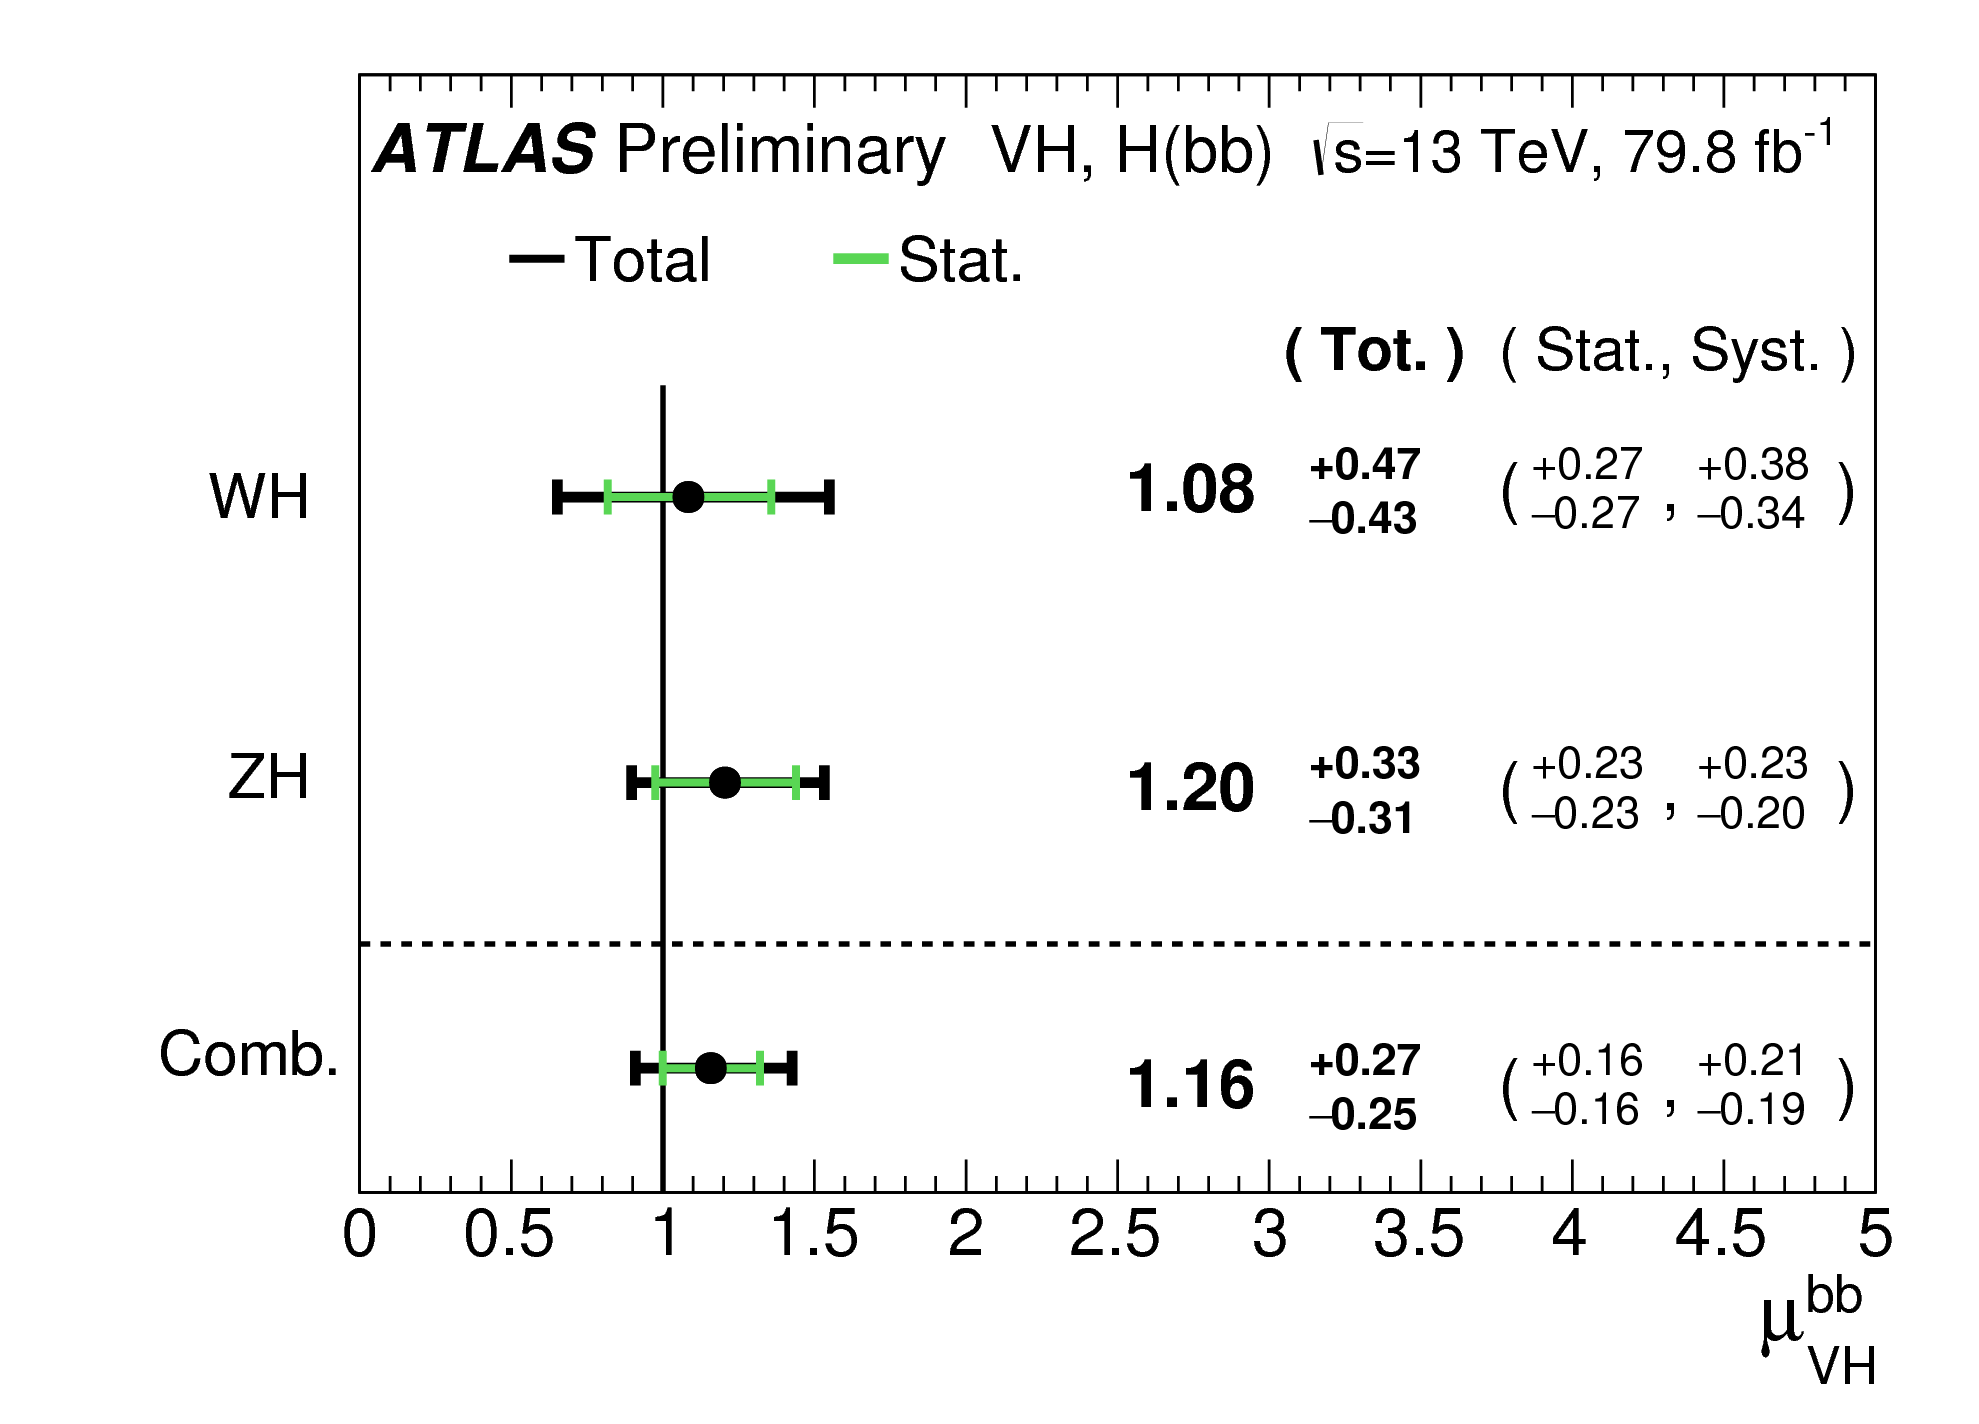 ATLAS Preliminary VH, H(bb) √s=13 TeV, 79.8 fb-1
Total Stat.
( Tot. ) ( Stat., Syst. )
WH 1.08 +0.47 −0.43 ( +0.27 −0.27 , +0.38 −0.34 )
ZH 1.20 +0.33 −0.31 ( +0.23 −0.23 , +0.23 −0.20 )
Comb. 1.16 +0.27 −0.25 ( +0.16 −0.16 , +0.21 −0.19 )
0 0.5 1 1.5 2 2.5 3 3.5 4 4.5 5
μ bb VH